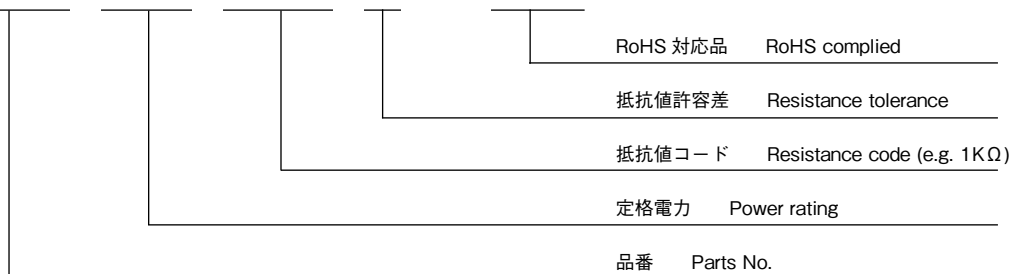 RoHS 対応品 RoHS complied
抵抗値許容差 Resistance tolerance
抵抗値コード Resistance code (e.g. 1KΩ)
定格電力 Power rating
品番 Parts No.